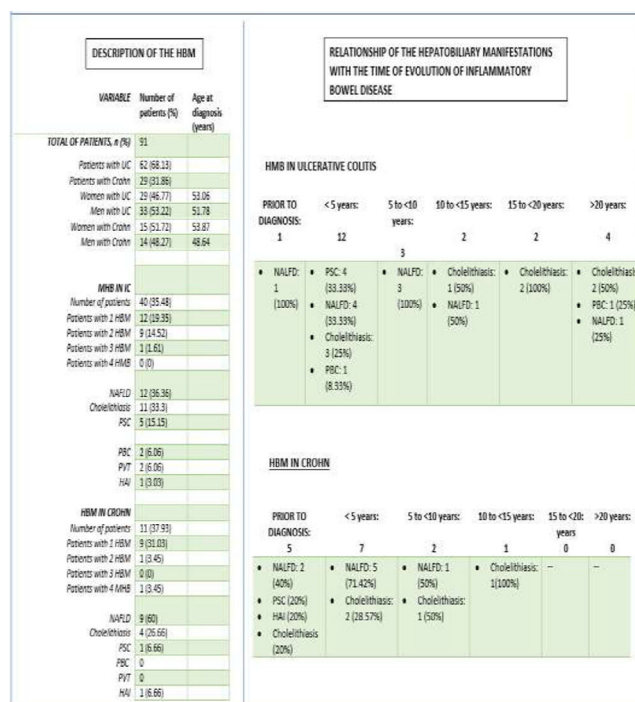 DESCRIPTION OF THE HBM
VARIABLE Number of patients (%) Age at diagnosis (years)
TOTAL OF PATIENTS, n (%) 91
Patients with UC 62 (68.13)
Patients with Crohn 29 (31.86)
Women with UC 29 (46.77) 53.06
Men with UC 33 (53.22) 51.78
Women with Crohn 15 (51.72) 53.87
Men with Crohn 14 (48.27) 48.64
MHB IN IC
Number of patients 40 (35.48)
Patients with 1 HBM 12 (19.35)
Patients with 2 HBM 9 (14.52)
Patients with 3 HBM 1 (1.61)
Patients with 4 HMB 0 (0)
NAFLD 12 (36.36)
Cholelithiasis 11 (33.3)
PSC 5 (15.15)
PBC 2 (6.06)
PVT 2 (6.06)
HAI 1 (3.03)
HBM IN CROHN
Number of patients 11 (37.93)
Patients with 1 HBM 9 (31.03)
Patients with 2 HBM 1 (3.45)
Patients with 3 HBM 0 (0)
Patients with 4 MHB 1 (3.45)
NAFLD 9 (60)
Cholelithiasis 4 (26.66)
PSC 1 (6.66)
PBC 0
PVT 0
HAI 1 (6.66)
RELATIONSHIP OF THE HEPATOBILIARY MANIFESTATIONS
WITH THE TIME OF EVOLUTION OF INFLAMMATORY
BOWEL DISEASE
HMB IN ULCERATIVE COLITIS
PRIOR TO DIAGNOSIS: 1
< 5 years: 12
5 to <10 years: 3
10 to <15 years: 2
15 to <20 years: 2
>20 years: 4
• NALFD: 1 (100%)
• PSC: 4 (33.33%)
• NALFD: 4 (33.33%)
• Cholelithiasis: 3 (25%)
• PBC: 1 (8.33%)
• NALFD: 3 (100%)
• Cholelithiasis: 1 (50%)
• NALFD: 1 (50%)
• Cholelithiasis: 2 (100%)
• Cholelithiasis 2 (50%)
• PBC: 1 (25%)
• NALFD: 1 (25%)
HBM IN CROHN
PRIOR TO DIAGNOSIS: 5
< 5 years: 7
5 to <10 years: 2
10 to <15 years: 1
15 to <20: years 0
>20 years: 0
• NALFD: 2 (40%)
• PSC (20%)
• HAI (20%)
• Cholelithiasis (20%)
• NALFD: 5 (71.42%)
• Cholelithiasis: 2 (28.57%)
• NALFD: 1 (50%)
• Cholelithiasis: 1 (50%)
• Cholelithiasis: 1(100%)
–
–